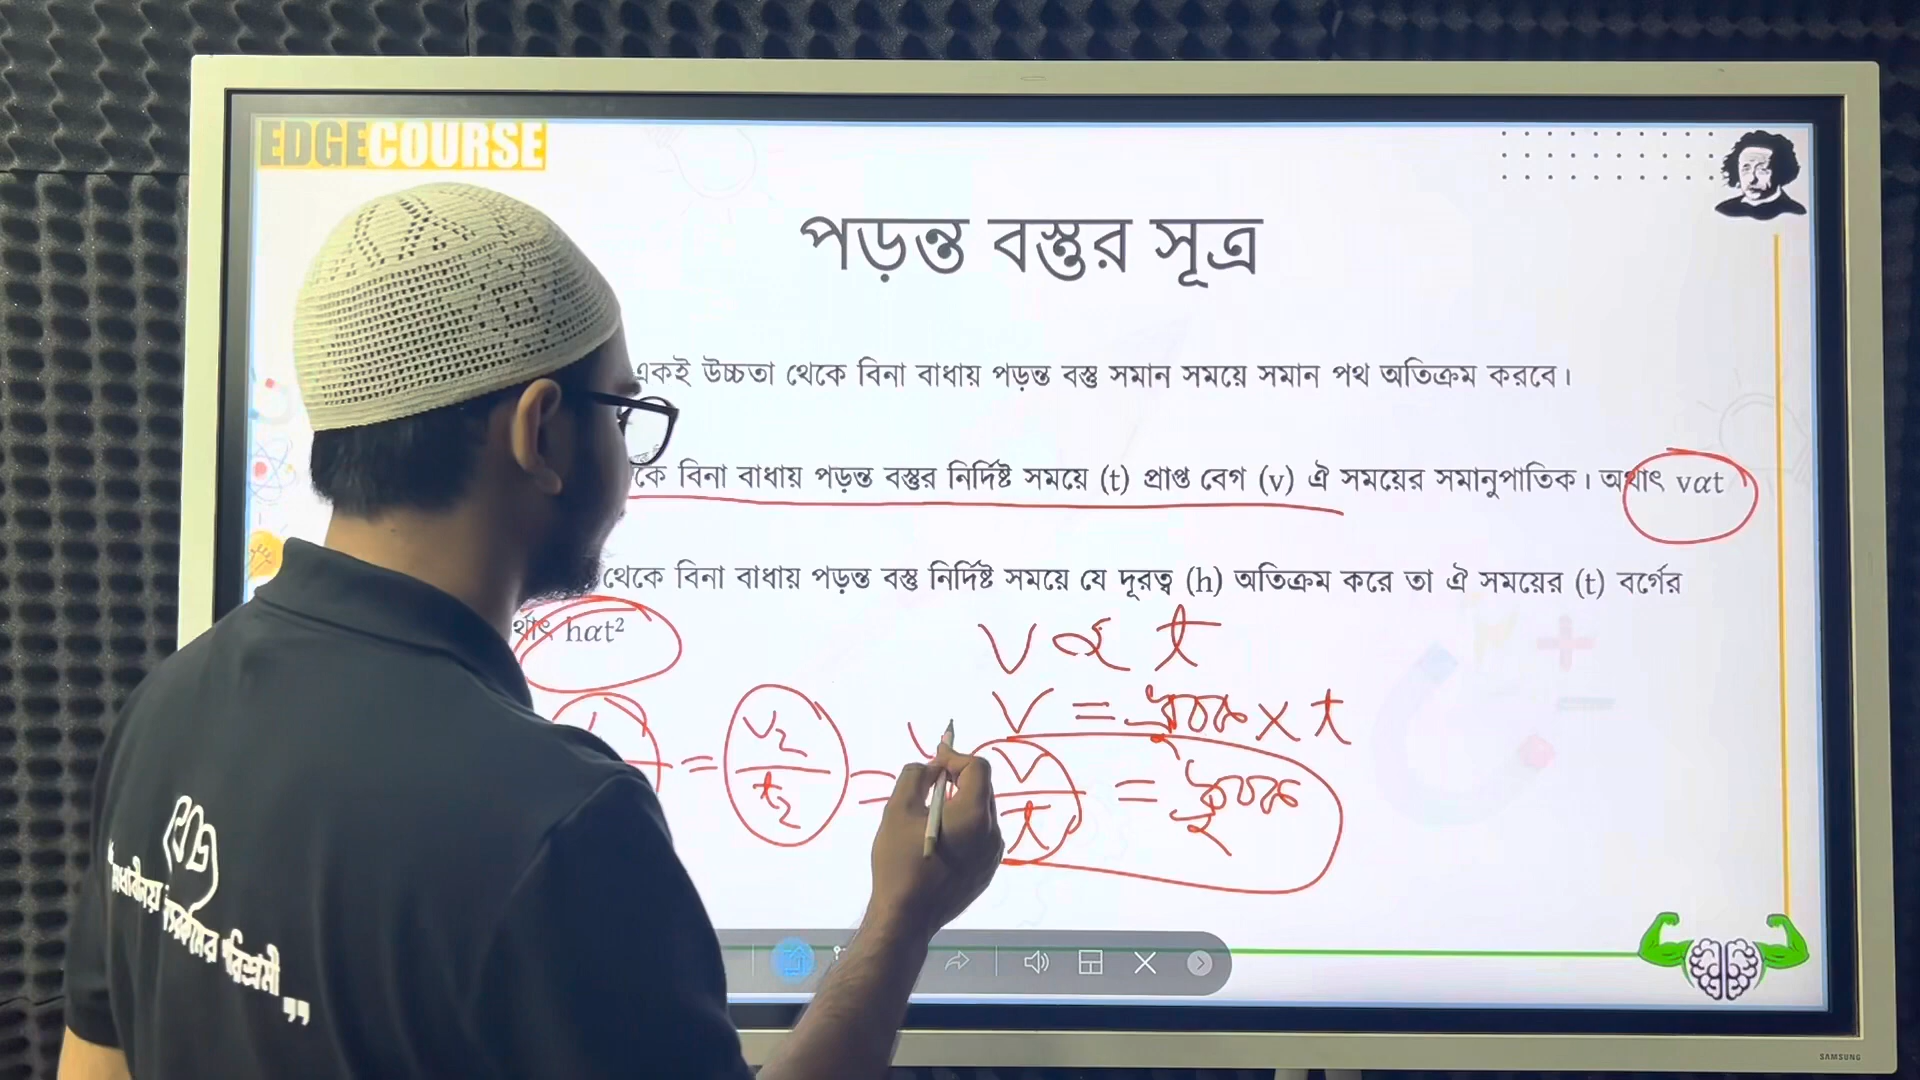 EDGECOURSE
পড়ন্ত বস্তুর সূত্র
একই উচ্চতা থেকে বিনা বাধায় পড়ন্ত বস্তু সমান সময়ে সমান পথ অতিক্রম করবে।
কে বিনা বাধায় পড়ন্ত বস্তুর নির্দিষ্ট সময়ে (t) প্রাপ্ত বেগ (v) ঐ সময়ের সমানুপাতিক। অর্থাৎ vαt
থেকে বিনা বাধায় পড়ন্ত বস্তু নির্দিষ্ট সময়ে যে দূরত্ব (h) অতিক্রম করে তা ঐ সময়ের (t) বর্গের
র্থাৎ hαt²
v ∝ t
v = ধ্রুবক × t
= v₂/t₂ =
v/t = ধ্রুবক
SAMSUNG